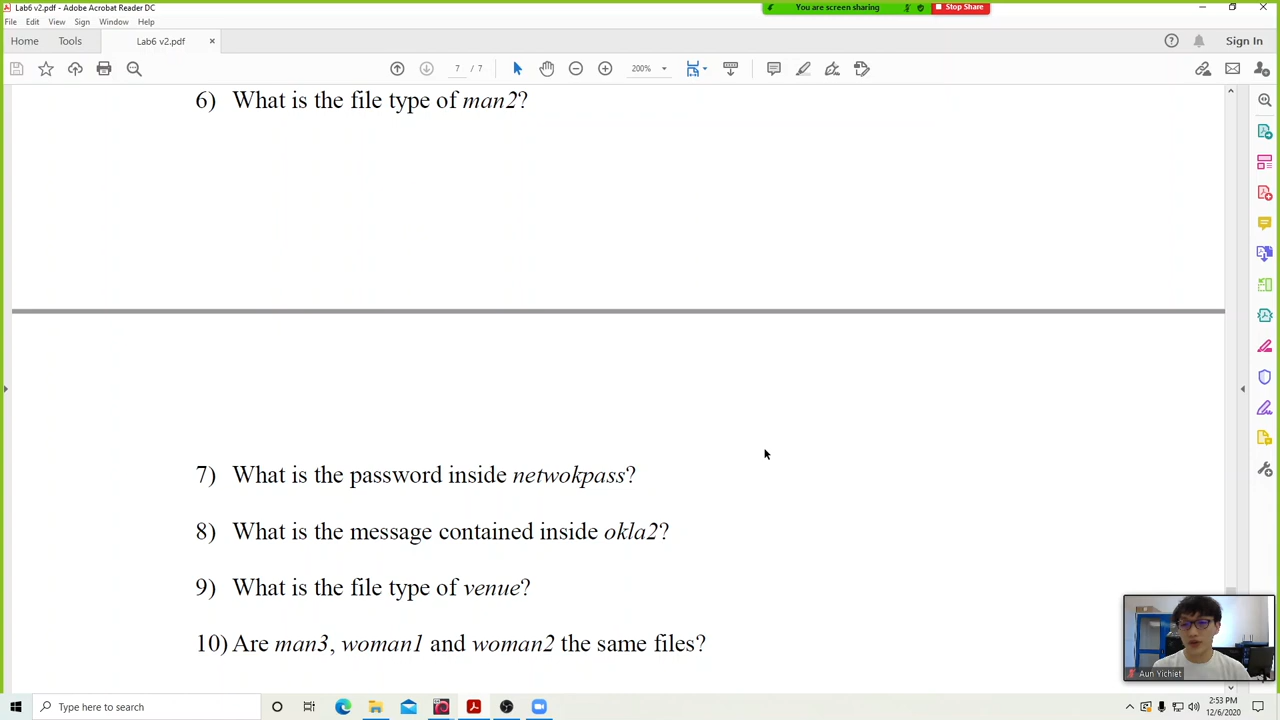 Lab6 v2.pdf - Adobe Acrobat Reader DC
You are screen sharing
Stop Share
File Edit View Sign Window Help
Home Tools Lab6 v2.pdf × Sign In
7 / 7 200%
6) What is the file type of man2?
7) What is the password inside netwokpass?
8) What is the message contained inside okla2?
9) What is the file type of venue?
10) Are man3, woman1 and woman2 the same files?
Aun Yichiet
Type here to search
2:53 PM
12/6/2020